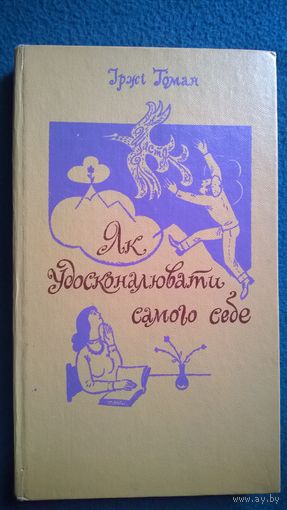 Іржі Томан
Як
удосконалювати
самого себе
www.ay.by